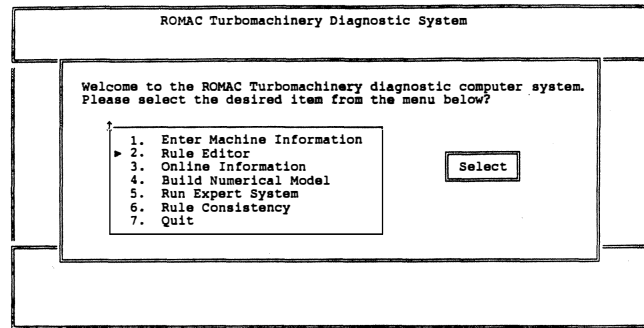 ROMAC Turbomachinery Diagnostic System
Welcome to the ROMAC Turbomachinery diagnostic computer system.
Please select the desired item from the menu below?
1. Enter Machine Information
2. Rule Editor
3. Online Information
4. Build Numerical Model
5. Run Expert System
6. Rule Consistency
7. Quit
Select